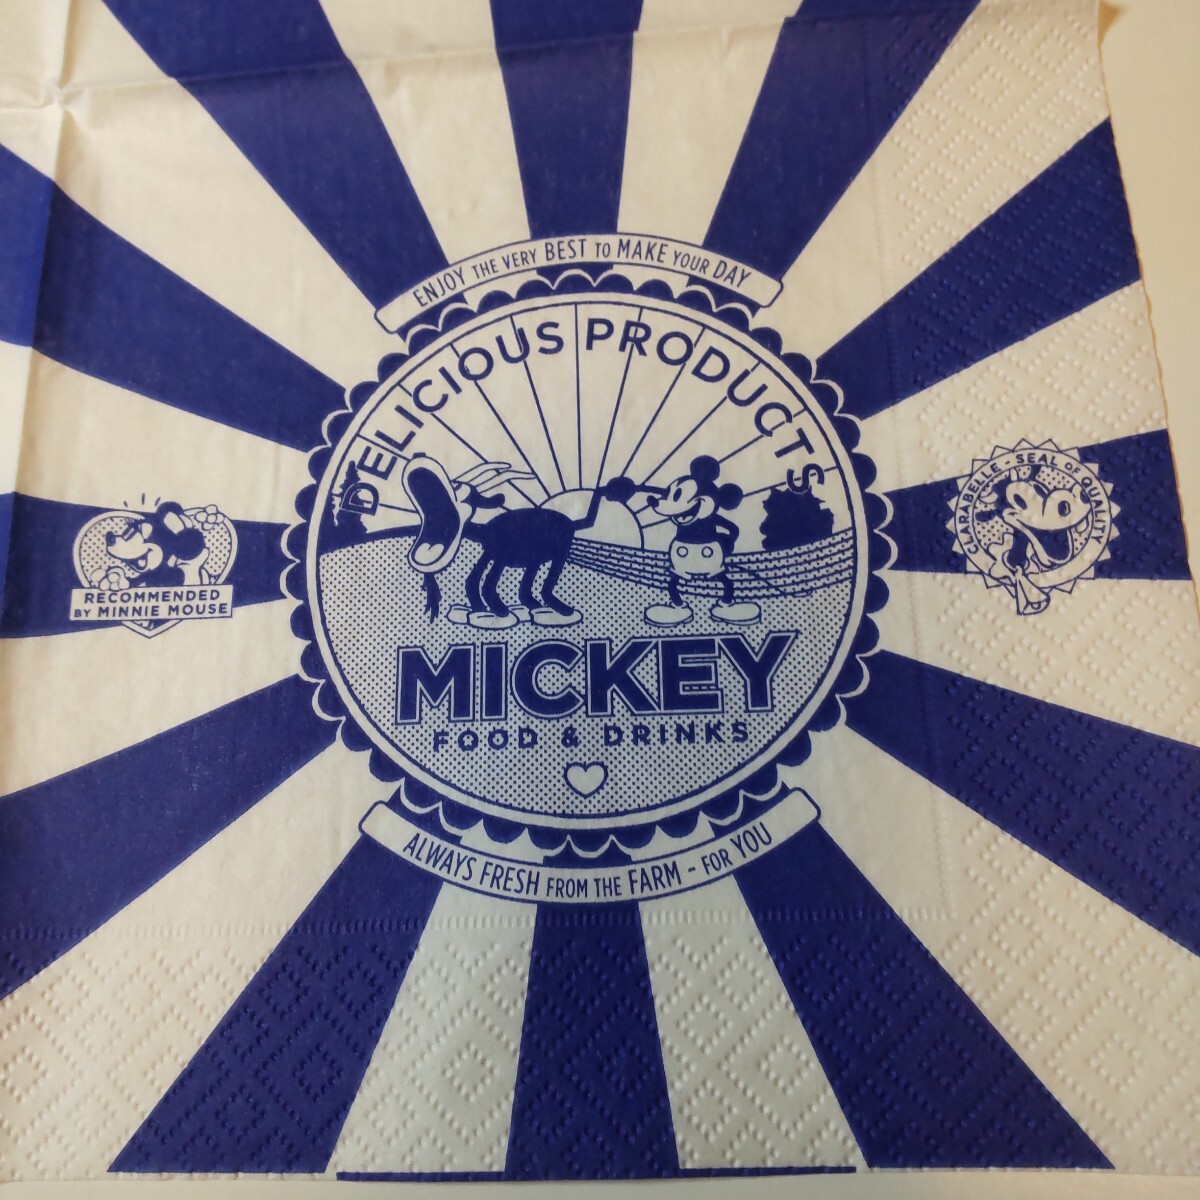 ENJOY THE VERY BEST TO MAKE YOUR DAY
DELICIOUS PRODUCTS
RECOMMENDED
BY MINNIE MOUSE
CLARABELLE - SEAL OF QUALITY
MICKEY
FOOD & DRINKS
ALWAYS FRESH FROM THE FARM - FOR YOU